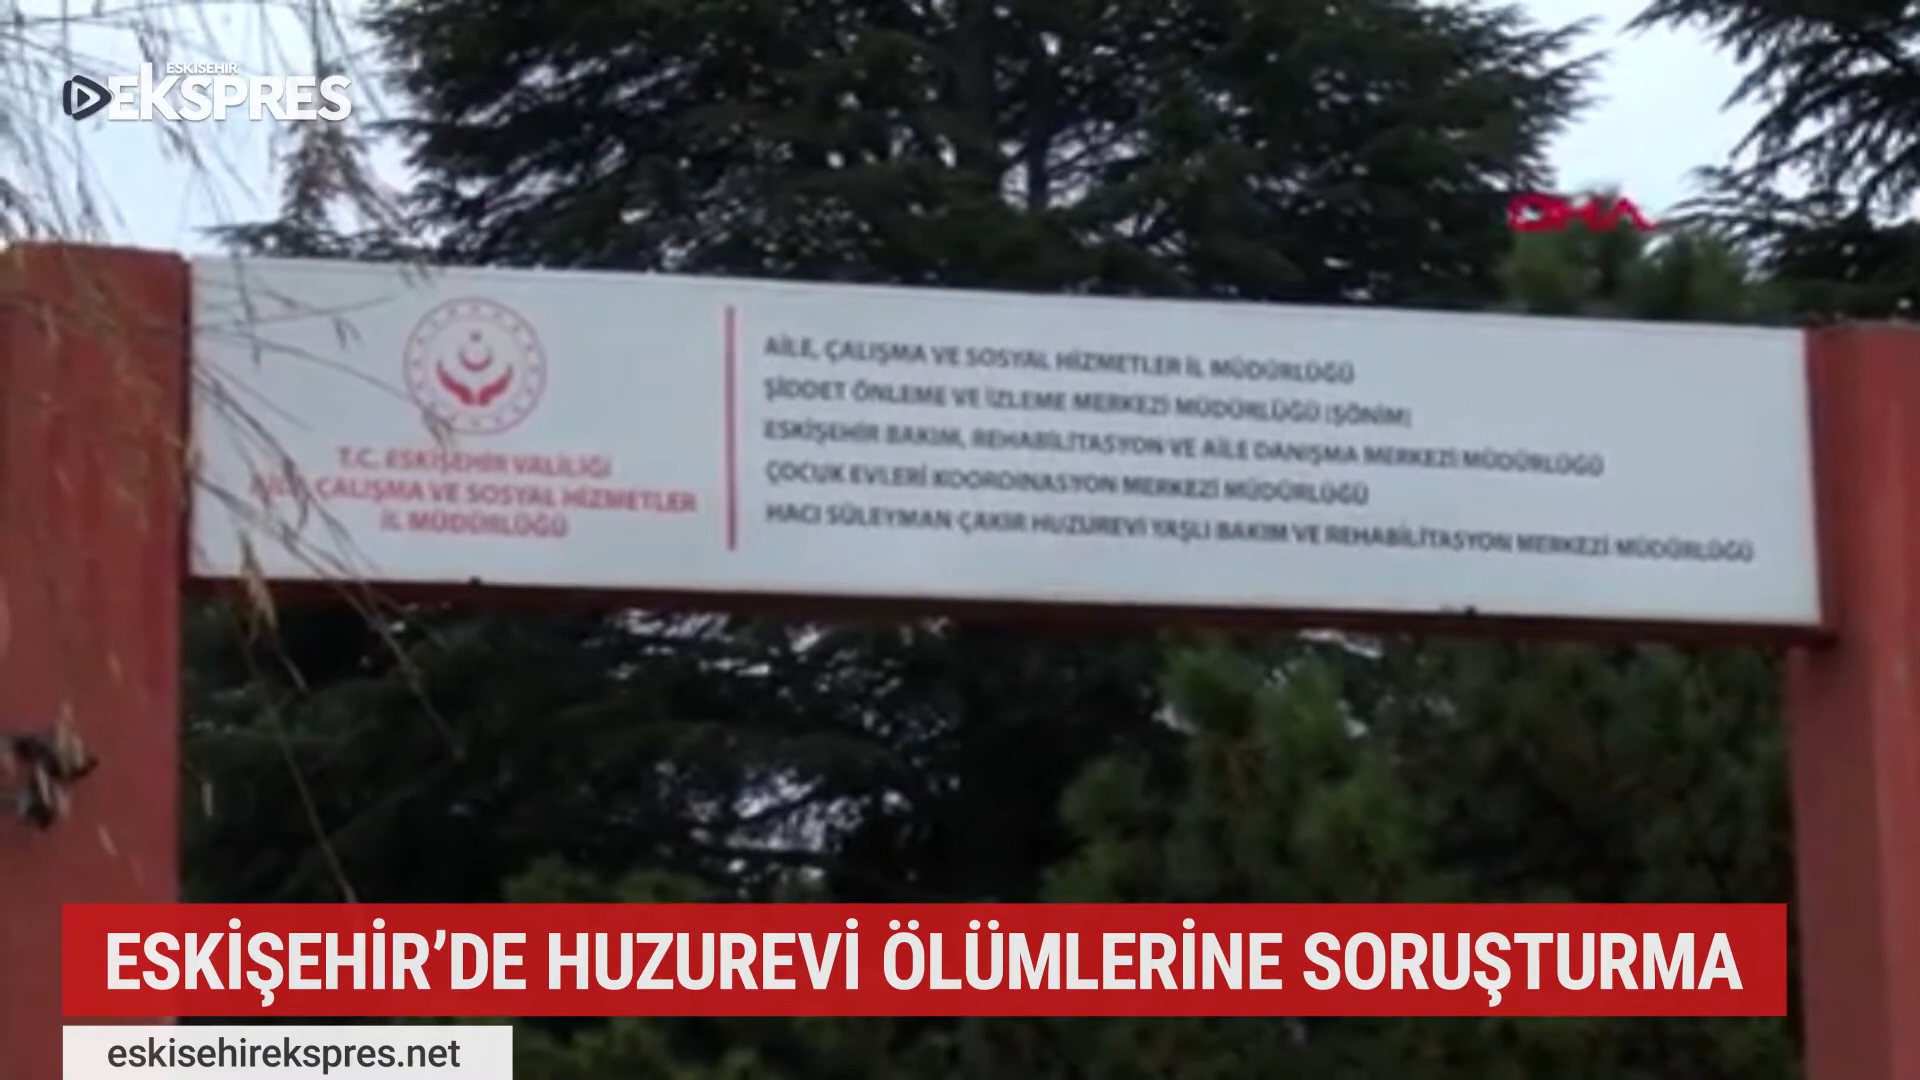 ESKİSEHİR
EKSPRES
DHA
T.C. ESKİŞEHİR VALİLİĞİ
AİLE, ÇALIŞMA VE SOSYAL HİZMETLER
İL MÜDÜRLÜĞÜ
AİLE, ÇALIŞMA VE SOSYAL HİZMETLER İL MÜDÜRLÜĞÜ
ŞİDDET ÖNLEME VE İZLEME MERKEZİ MÜDÜRLÜĞÜ (ŞÖNİM)
ESKİŞEHİR BAKIM, REHABİLİTASYON VE AİLE DANIŞMA MERKEZİ MÜDÜRLÜĞÜ
ÇOCUK EVLERİ KOORDİNASYON MERKEZİ MÜDÜRLÜĞÜ
HACI SÜLEYMAN ÇAKIR HUZUREVİ YAŞLI BAKIM VE REHABİLİTASYON MERKEZİ MÜDÜRLÜĞÜ
ESKİŞEHİR’DE HUZUREVİ ÖLÜMLERİNE SORUŞTURMA
eskisehirekspres.net